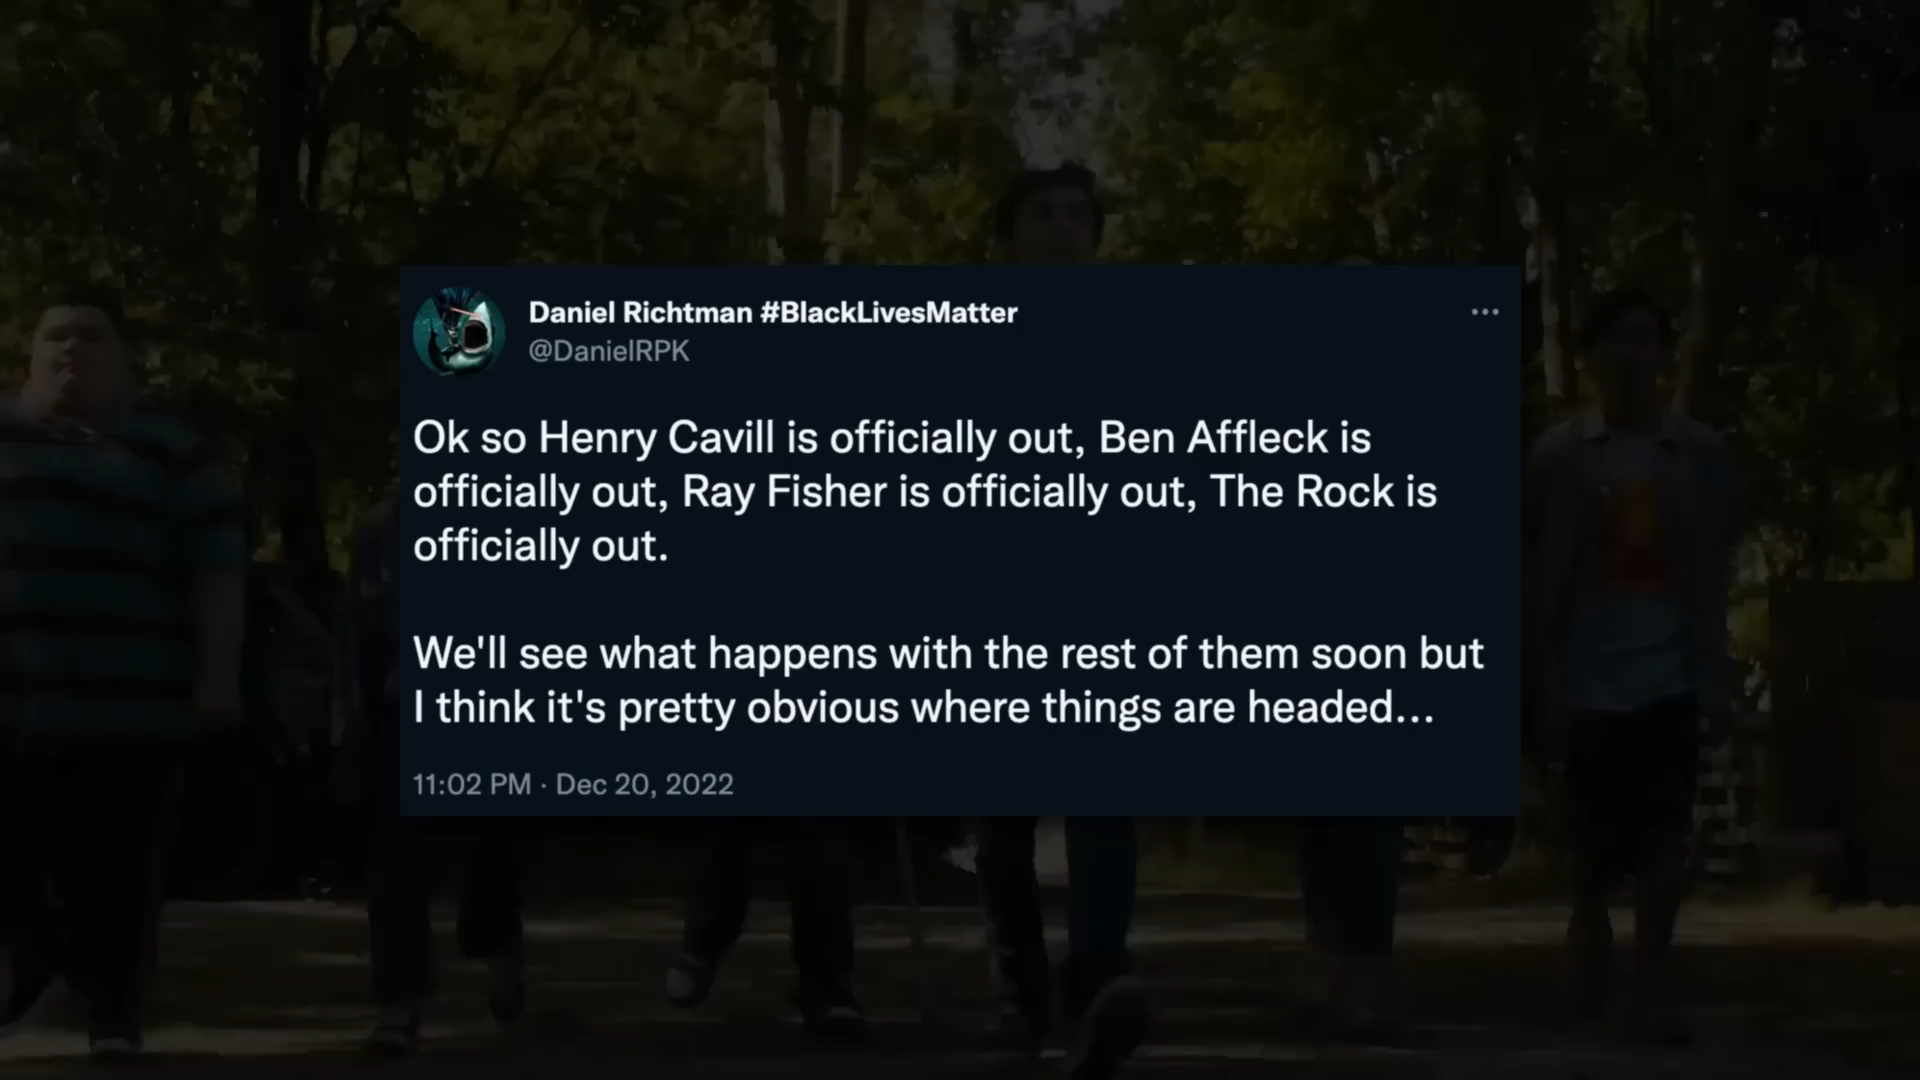 Daniel Richtman #BlackLivesMatter
@DanielRPK
Ok so Henry Cavill is officially out, Ben Affleck is
officially out, Ray Fisher is officially out, The Rock is
officially out.
We'll see what happens with the rest of them soon but
I think it's pretty obvious where things are headed...
11:02 PM · Dec 20, 2022